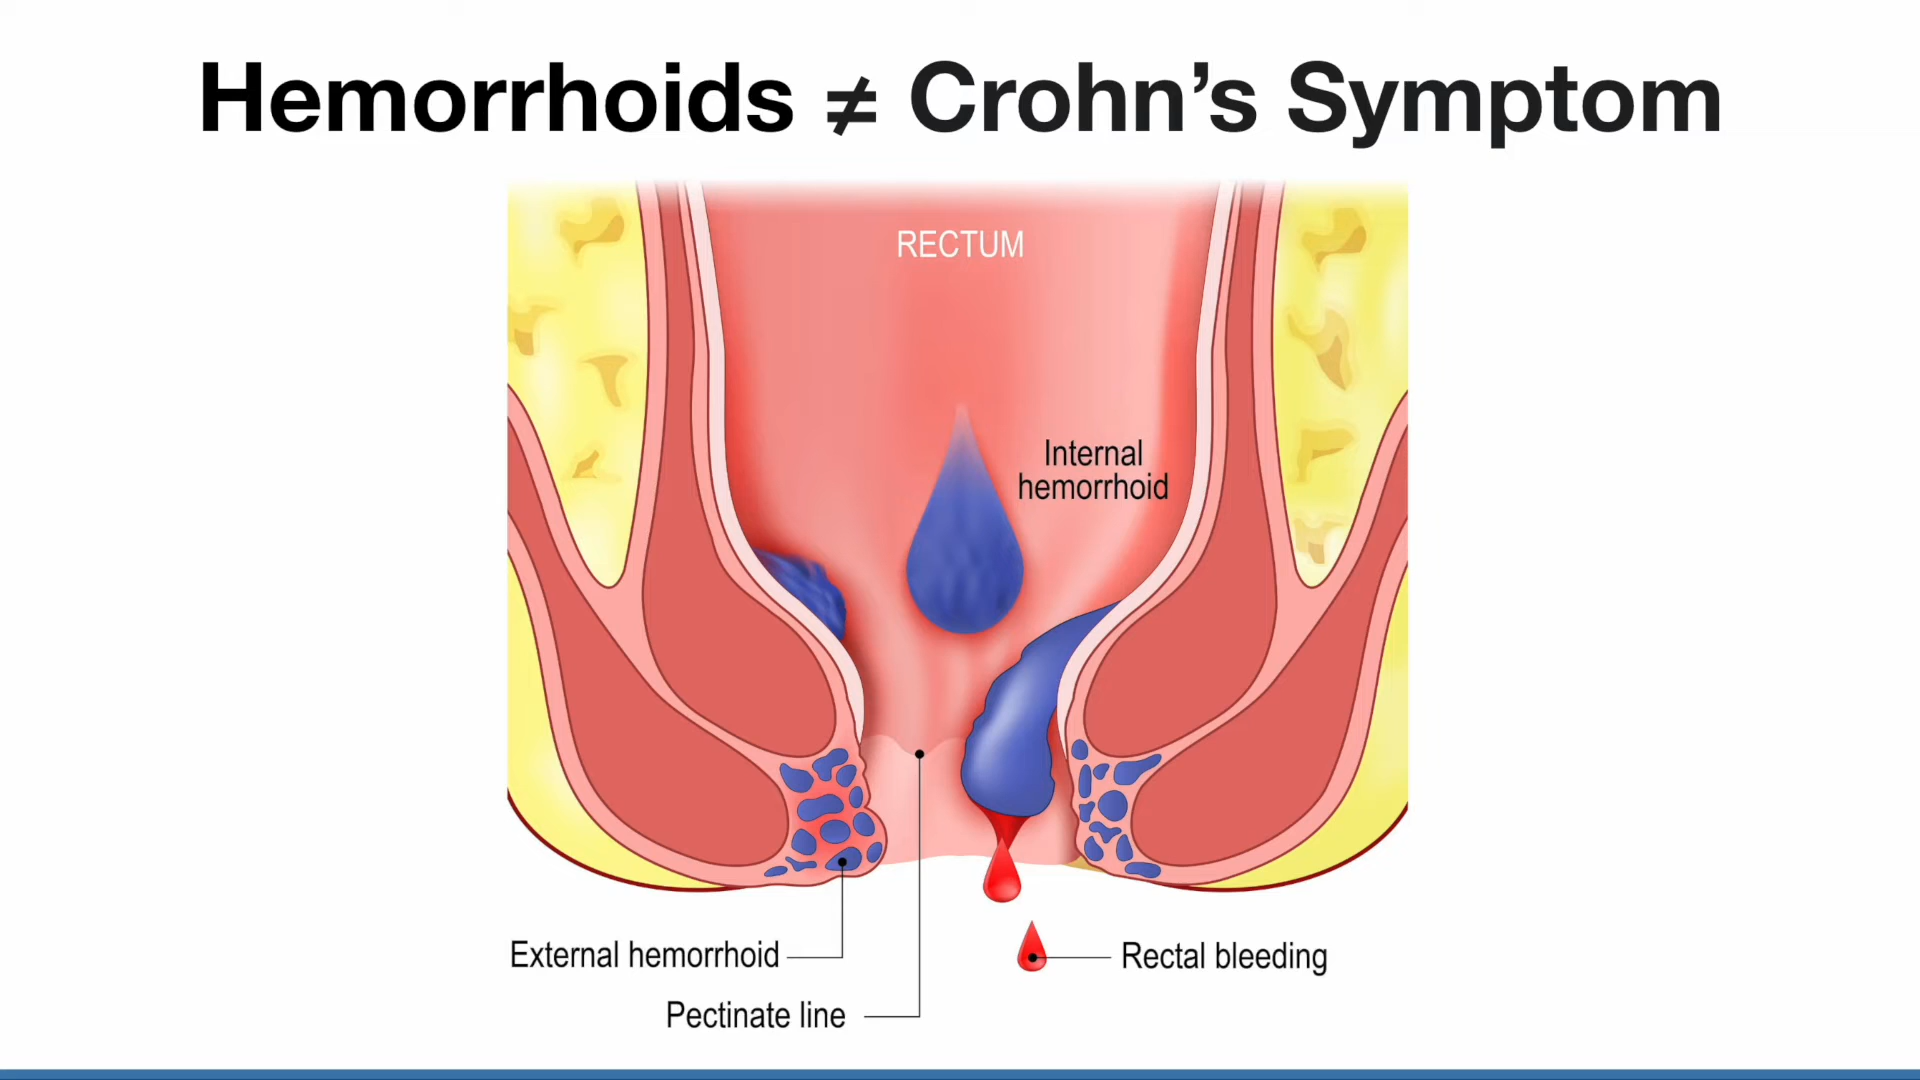 Hemorrhoids ≠ Crohn’s Symptom
RECTUM
Internal
hemorrhoid
External hemorrhoid
Rectal bleeding
Pectinate line